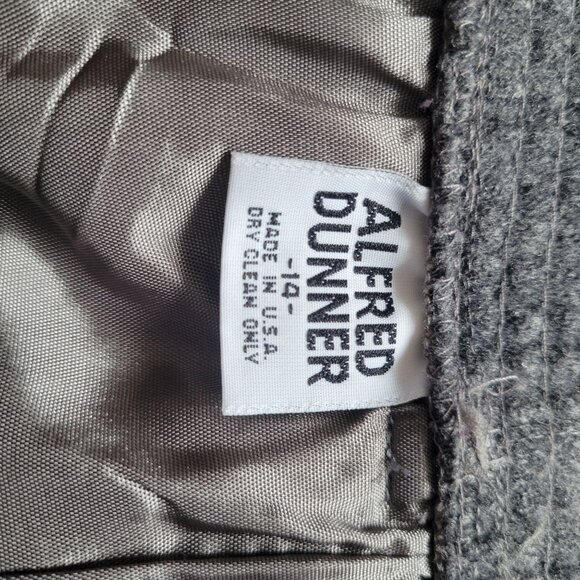 ALFRED
DUNNER
-14-
MADE IN U.S.A.
DRY CLEAN ONLY